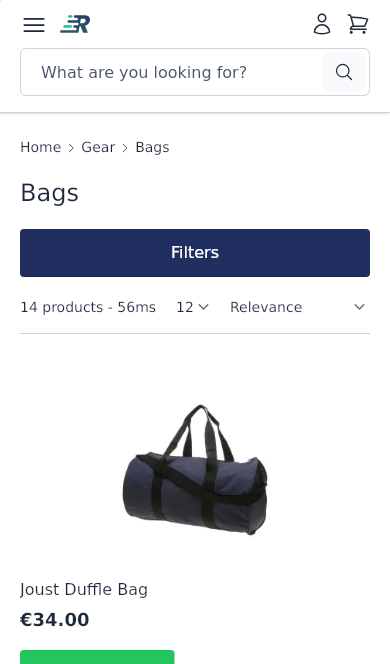 R
What are you looking for?
Home > Gear > Bags
Bags
Filters
14 products - 56ms 12 Relevance
Joust Duffle Bag
€34.00